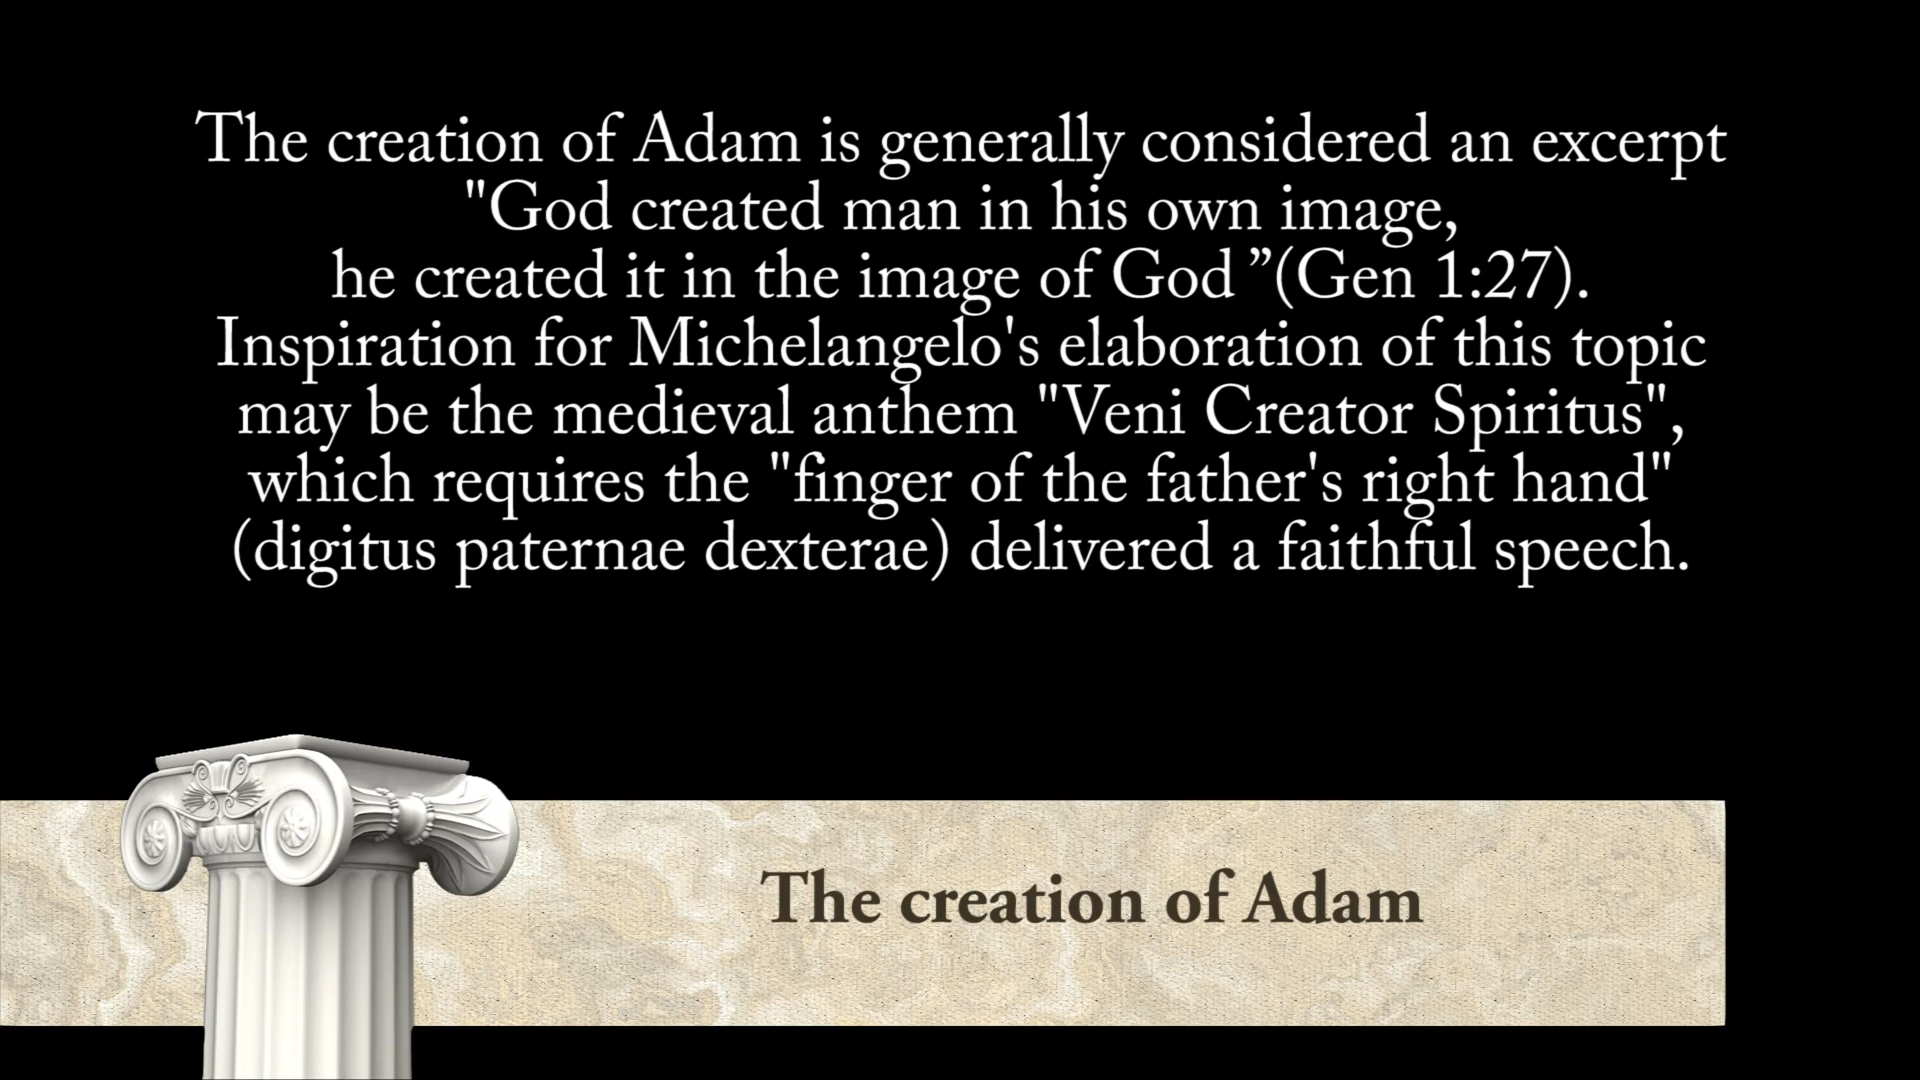 The creation of Adam is generally considered an excerpt
"God created man in his own image,
he created it in the image of God ”(Gen 1:27).
Inspiration for Michelangelo's elaboration of this topic
may be the medieval anthem "Veni Creator Spiritus",
which requires the "finger of the father's right hand"
(digitus paternae dexterae) delivered a faithful speech.
The creation of Adam